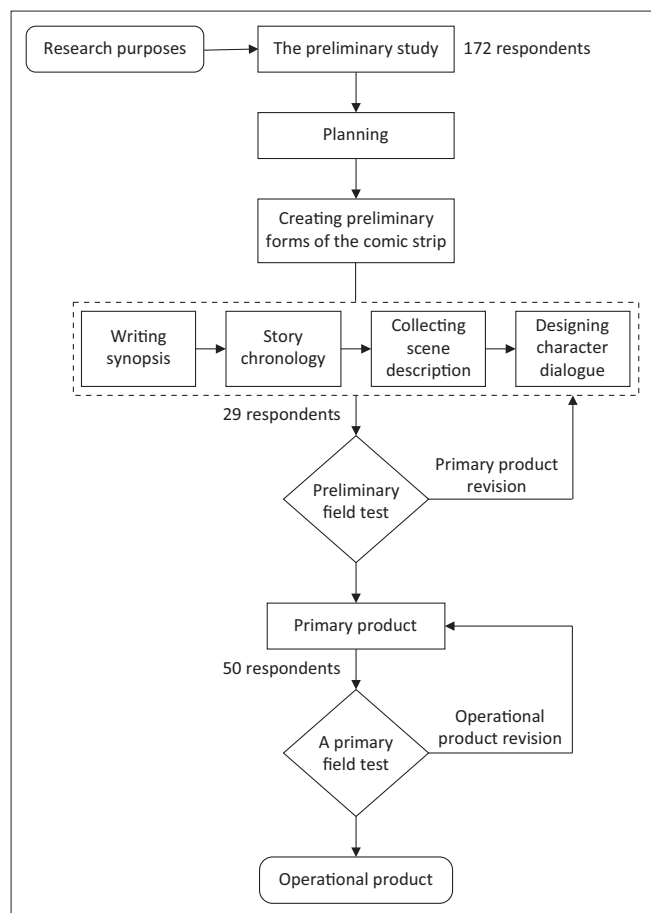 Research purposes
The preliminary study
172 respondents
Planning
Creating preliminary
forms of the comic strip
Writing
synopsis
Story
chronology
Collecting
scene
description
Designing
character
dialogue
29 respondents
Preliminary
field test
Primary product
revision
Primary product
50 respondents
A primary
field test
Operational
product revision
Operational product